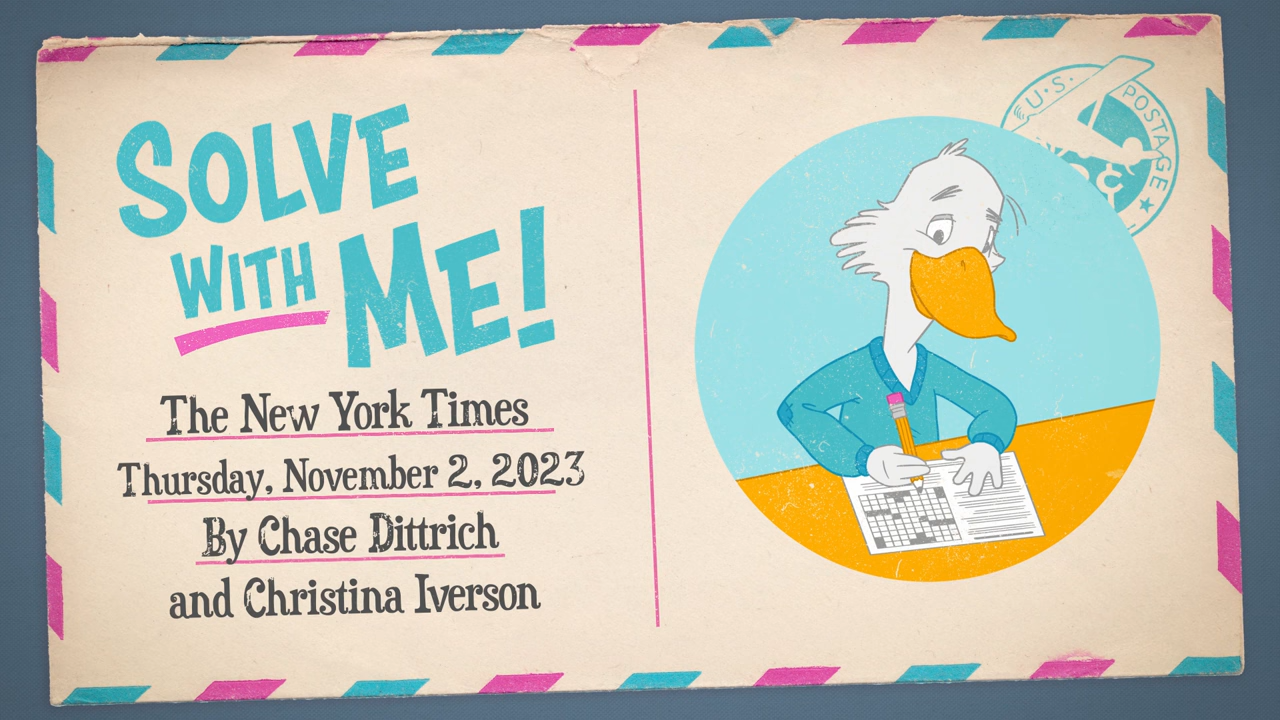 SOLVE
WITH ME!
The New York Times
Thursday, November 2, 2023
By Chase Dittrich
and Christina Iverson
U.S. POSTAGE